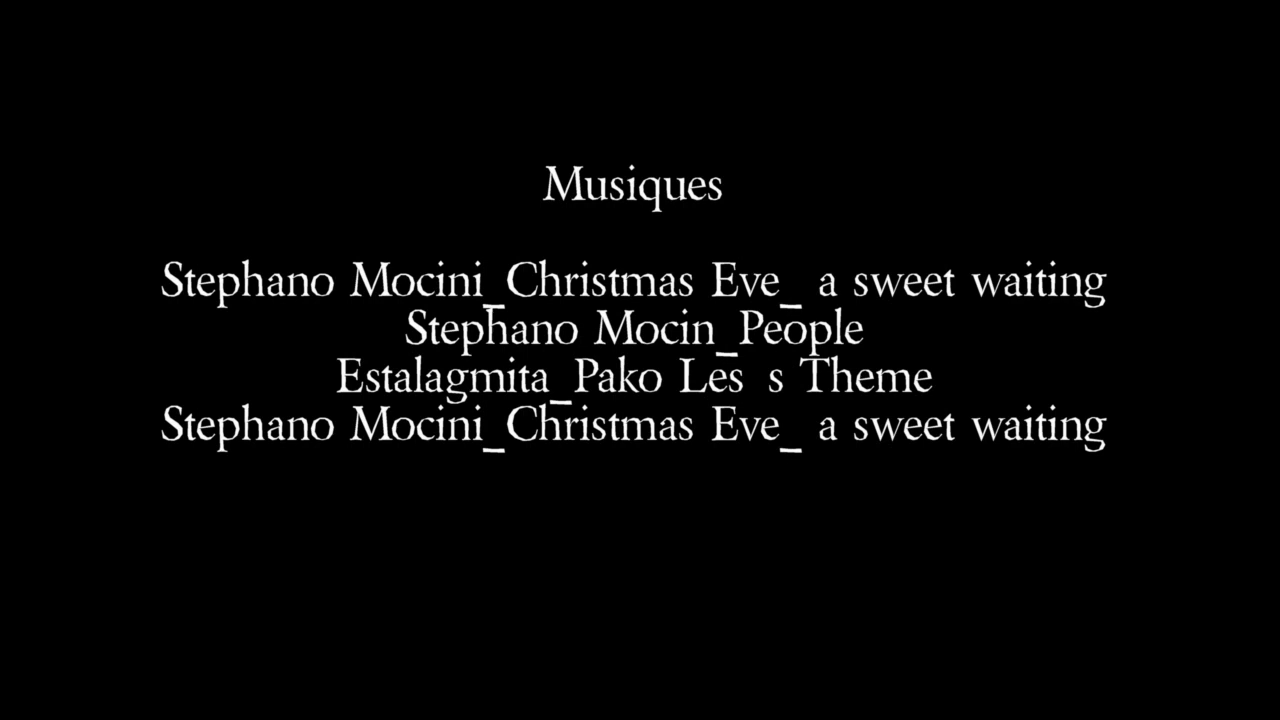 Musiques
Stephano Mocini_Christmas Eve_ a sweet waiting
Stephano Mocin_People
Estalagmita_Pako Les s Theme
Stephano Mocini_Christmas Eve_ a sweet waiting